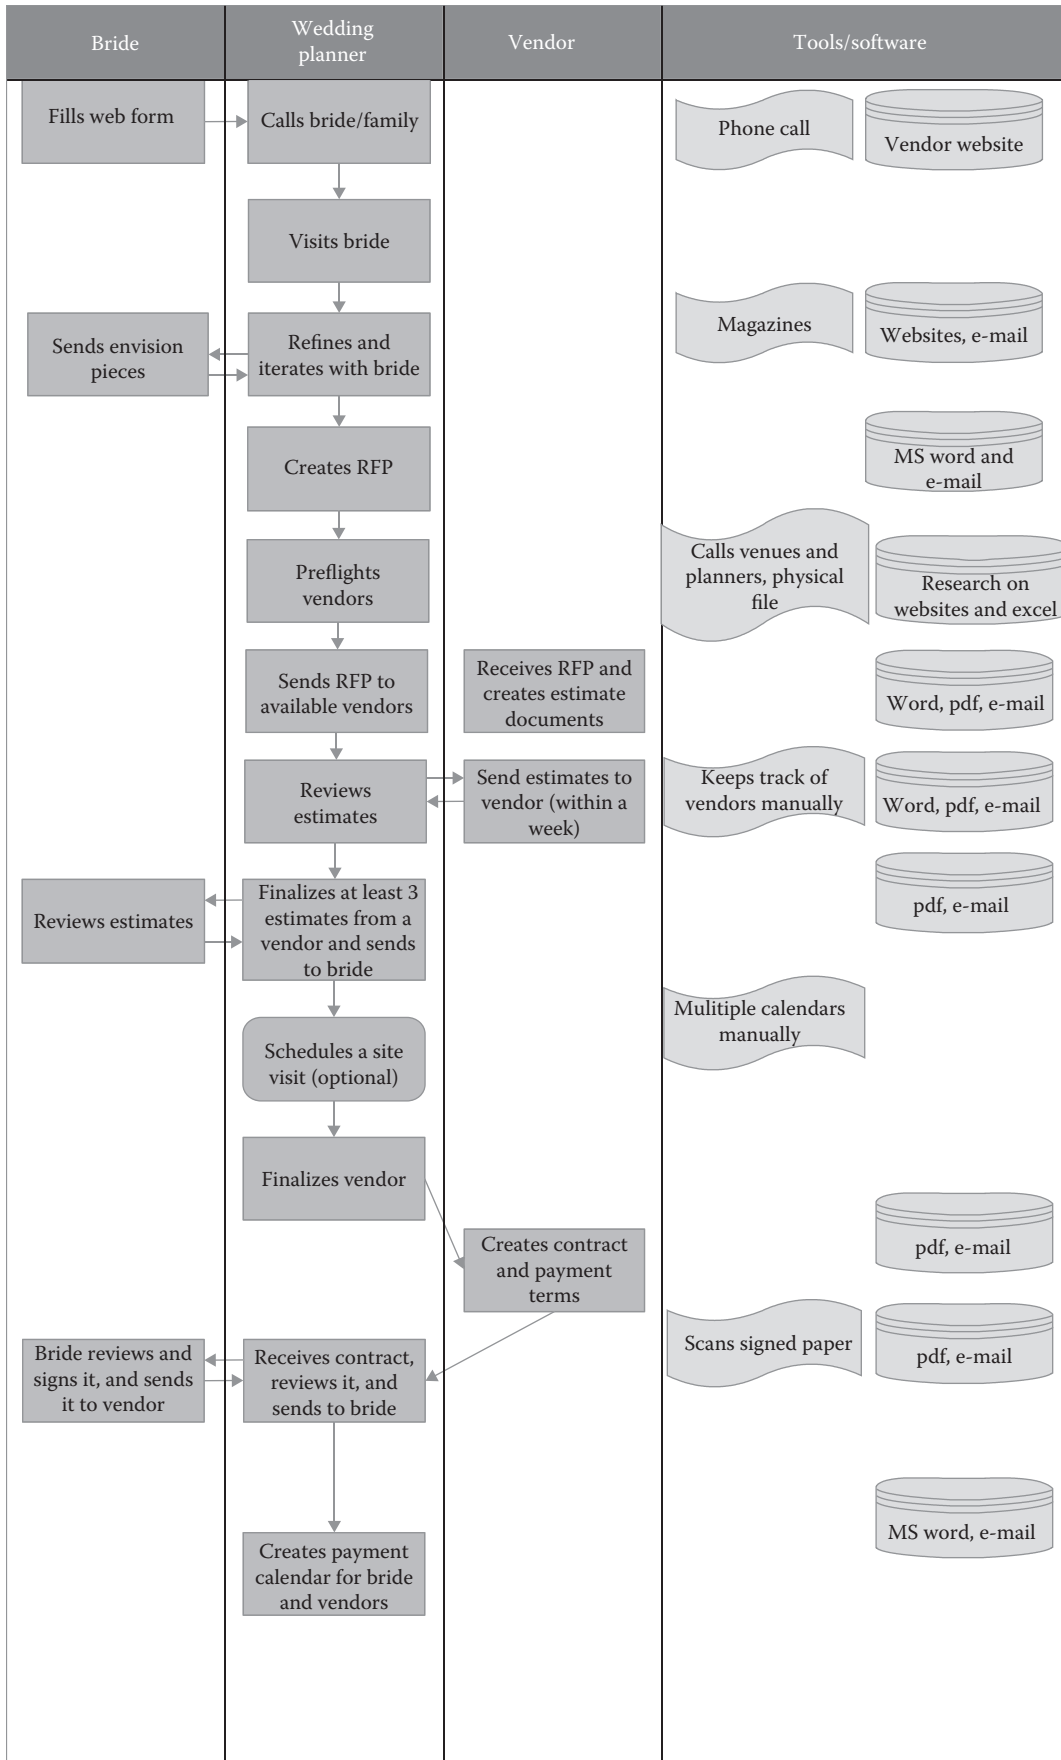 Bride
Wedding
planner
Vendor
Tools/software
Fills web form
Calls bride/family
Phone call
Vendor website
Visits bride
Sends envision
pieces
Refines and
iterates with bride
Magazines
Websites, e-mail
Creates RFP
MS word and
e-mail
Preflights
vendors
Calls venues and
planners, physical
file
Research on
websites and excel
Sends RFP to
available vendors
Receives RFP and
creates estimate
documents
Word, pdf, e-mail
Reviews
estimates
Send estimates to
vendor (within a
week)
Keeps track of
vendors manually
Word, pdf, e-mail
Reviews estimates
Finalizes at least 3
estimates from a
vendor and sends
to bride
pdf, e-mail
Schedules a site
visit (optional)
Mulitiple calendars
manually
Finalizes vendor
pdf, e-mail
Creates contract
and payment
terms
Bride reviews and
signs it, and sends
it to vendor
Receives contract,
reviews it, and
sends to bride
Scans signed paper
pdf, e-mail
MS word, e-mail
Creates payment
calendar for bride
and vendors